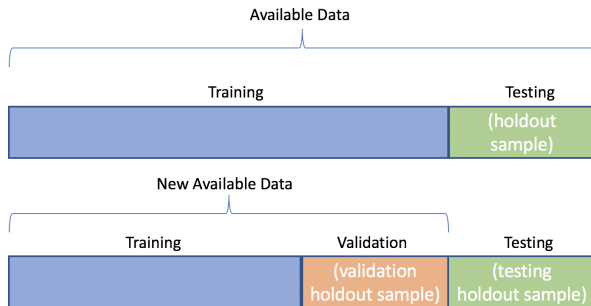 Available Data
Training Testing
(holdout
sample)
New Available Data
Training Validation Testing
(validation
holdout sample)
(testing
holdout sample)